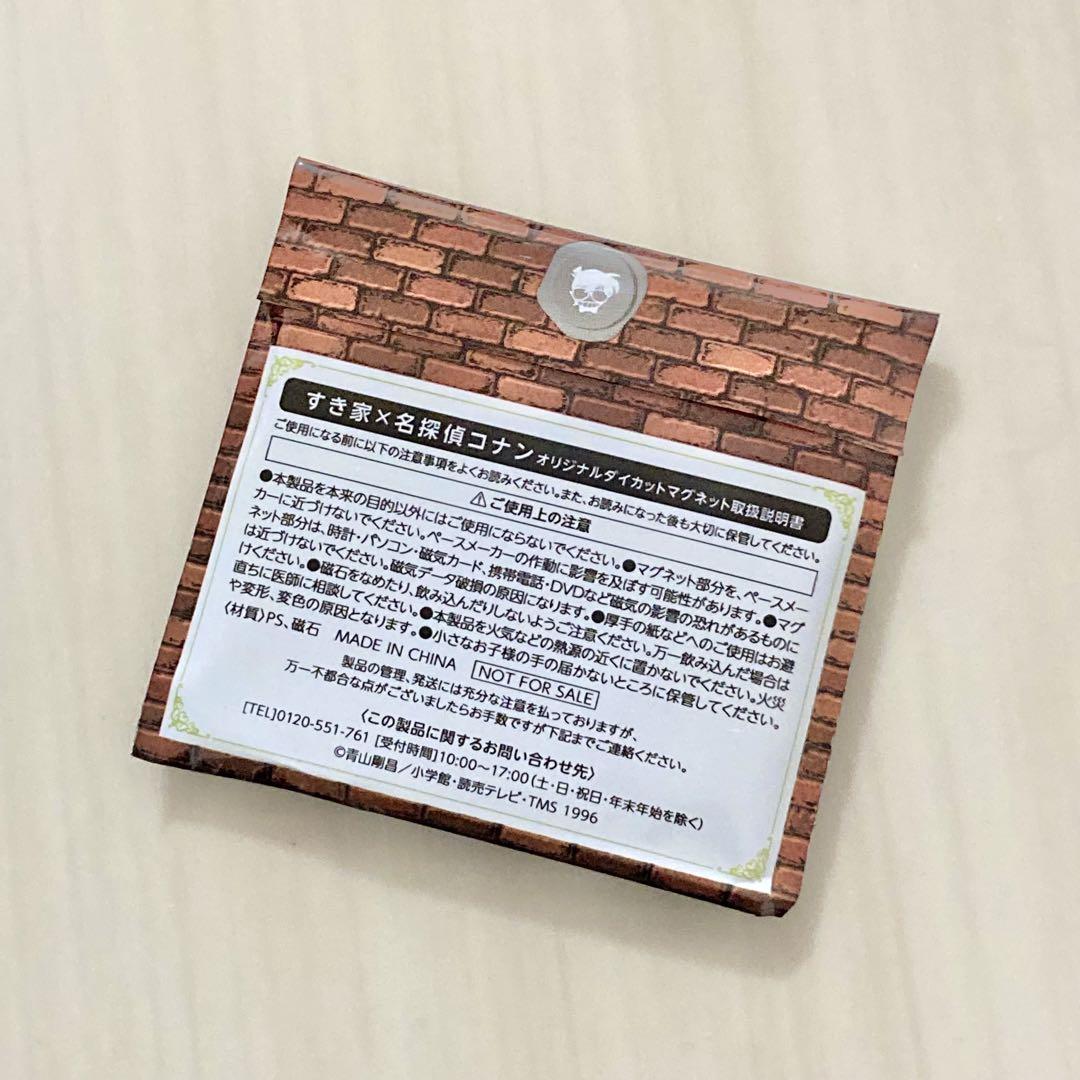 すき家×名探偵コナン オリジナルダイカットマグネット取扱説明書
ご使用になる前に以下の注意事項をよくお読みください。また、お読みになった後も大切に保管してください。
⚠ご使用上の注意
●本製品を本来の目的以外にはご使用にならないでください。●マグネット部分を、ペースメー
カーに近づけないでください。ペースメーカーの作動に影響を及ぼす可能性があります。●マグ
ネット部分は、時計・パソコン・磁気カード、携帯電話・DVDなど磁気の影響の恐れがあるものに
は近づけないでください。磁気データ破損の原因になります。●厚手の紙などへのご使用はお避
けください。●磁石をなめたり、飲み込んだりしないようご注意ください。万一飲み込んだ場合は
直ちに医師に相談してください。●本製品を火気などの熱源の近くに置かないでください。火災
や変形、変色の原因となります。●小さなお子様の手の届かないところに保管してください。
〈材質〉PS、磁石 MADE IN CHINA NOT FOR SALE
製品の管理、発送には充分な注意を払っておりますが、
万一不都合な点がございましたらお手数ですが下記までご連絡ください。
〈この製品に関するお問い合わせ先〉
[TEL]0120-551-761 [受付時間]10:00〜17:00(土・日・祝日・年末年始を除く)
©青山剛昌／小学館・読売テレビ・TMS 1996